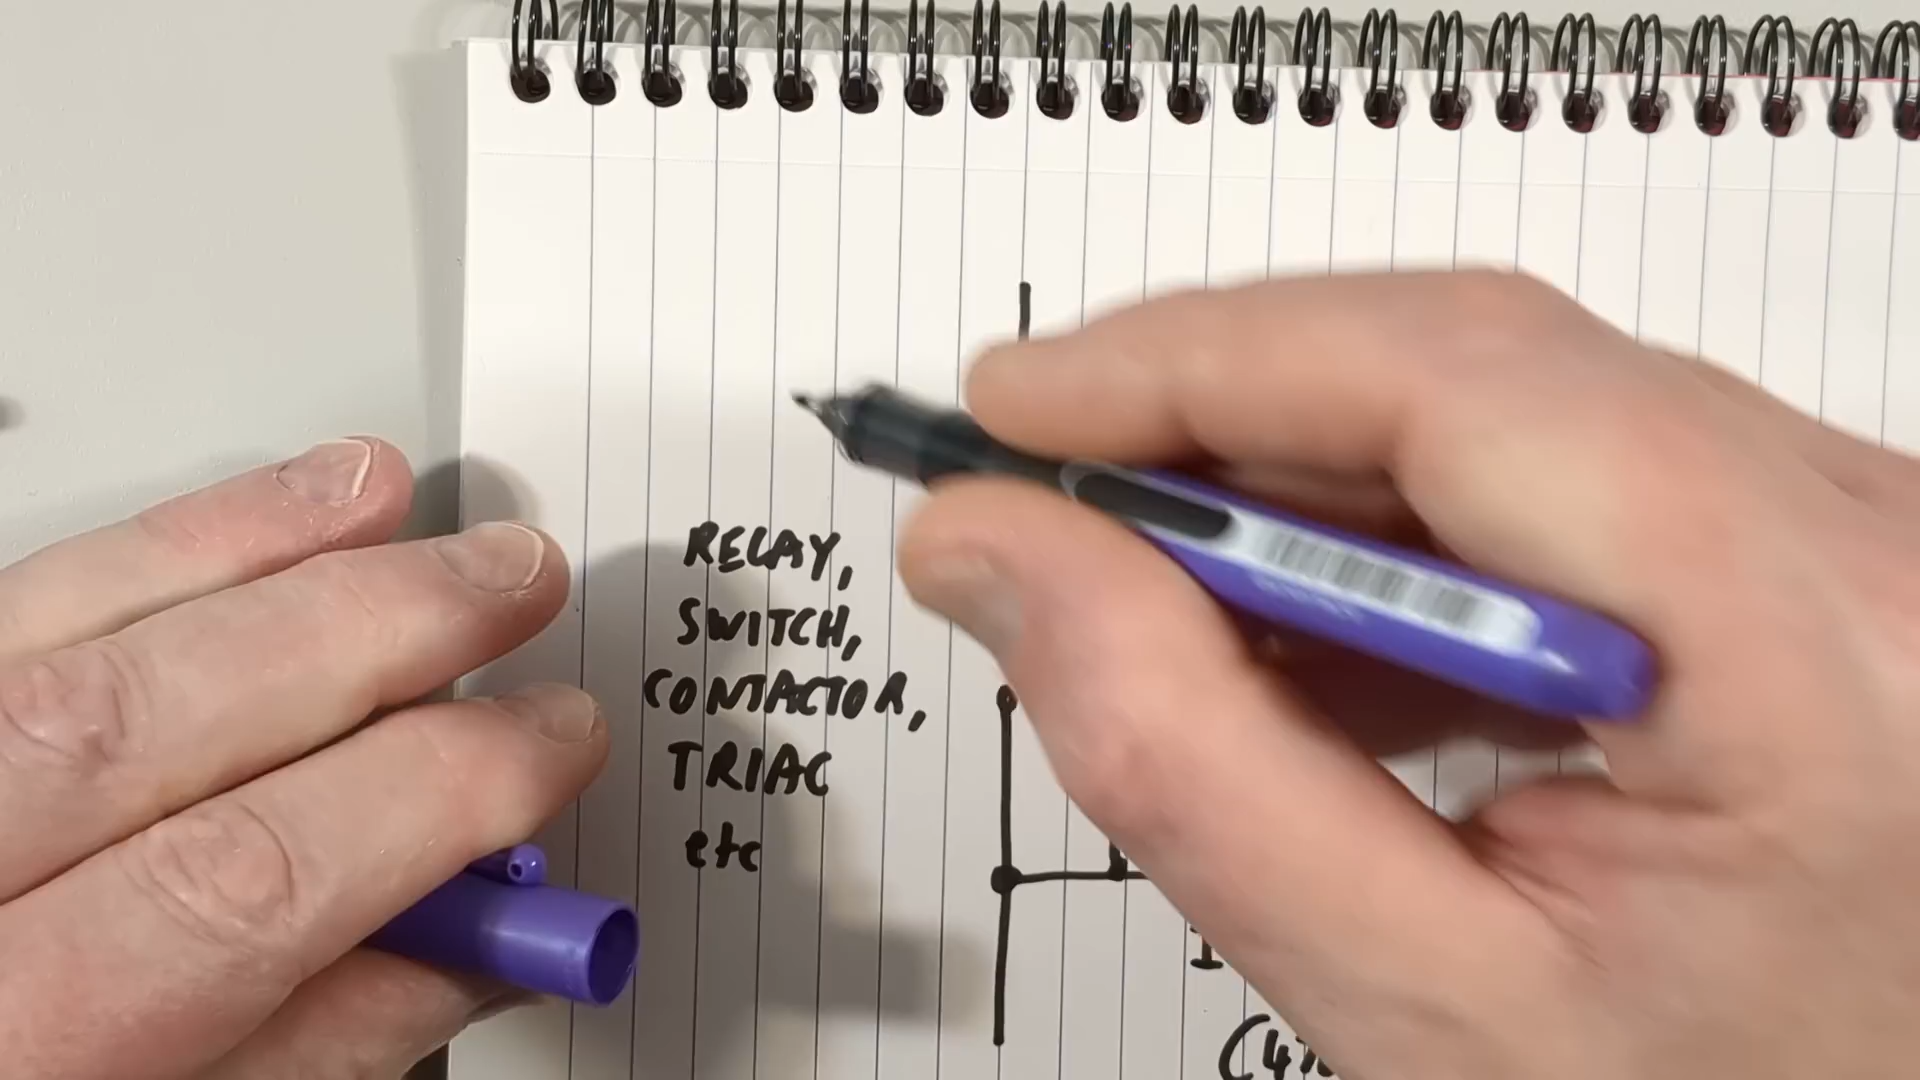 RELAY,
SWITCH,
CONTACTOR,
TRIAC
etc